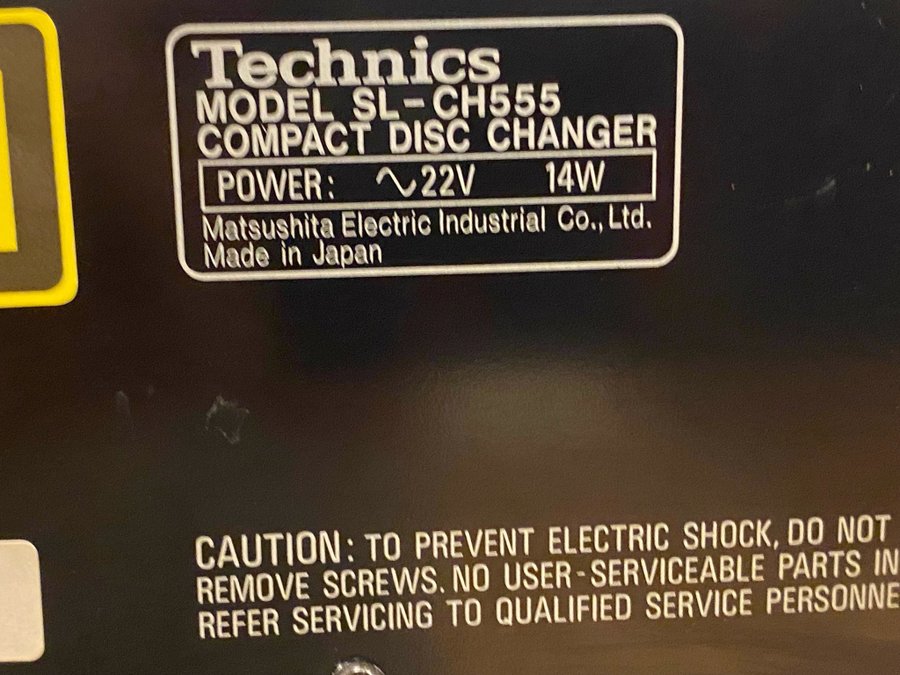 Technics
MODEL SL-CH555
COMPACT DISC CHANGER
POWER: ∿22V 14W
Matsushita Electric Industrial Co., Ltd.
Made in Japan
CAUTION: TO PREVENT ELECTRIC SHOCK, DO NOT
REMOVE SCREWS. NO USER-SERVICEABLE PARTS IN
REFER SERVICING TO QUALIFIED SERVICE PERSONNE